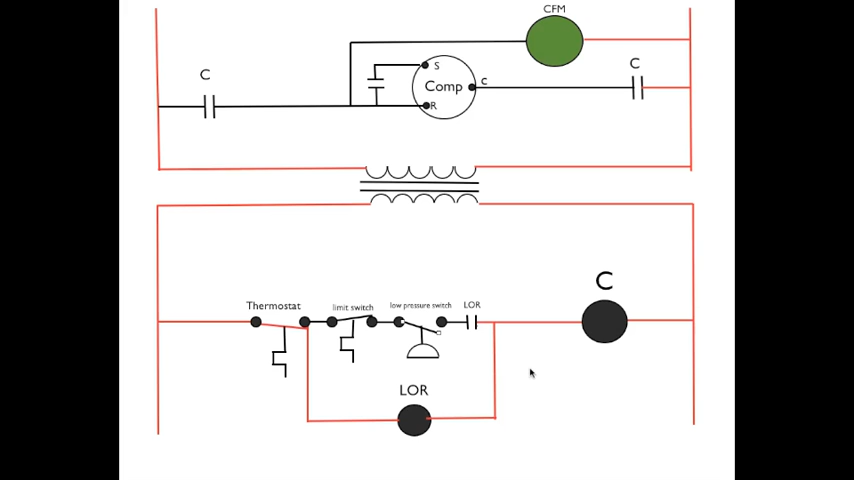 CFM
C
C
S
Comp
C
R
C
Thermostat
limit switch
low pressure switch
LOR
LOR